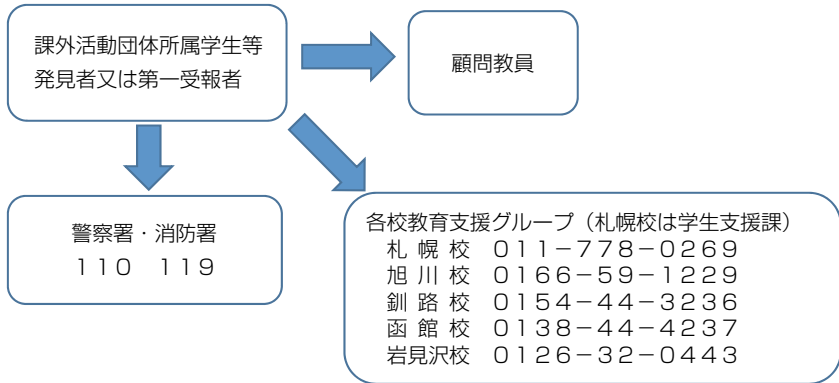 課外活動団体所属学生等
発見者又は第一受報者
顧問教員
警察署・消防署
１１０　１１９
各校教育支援グループ（札幌校は学生支援課）
札 幌 校　０１１－７７８－０２６９
旭 川 校　０１６６－５９－１２２９
釧 路 校　０１５４－４４－３２３６
函 館 校　０１３８－４４－４２３７
岩見沢校　０１２６－３２－０４４３